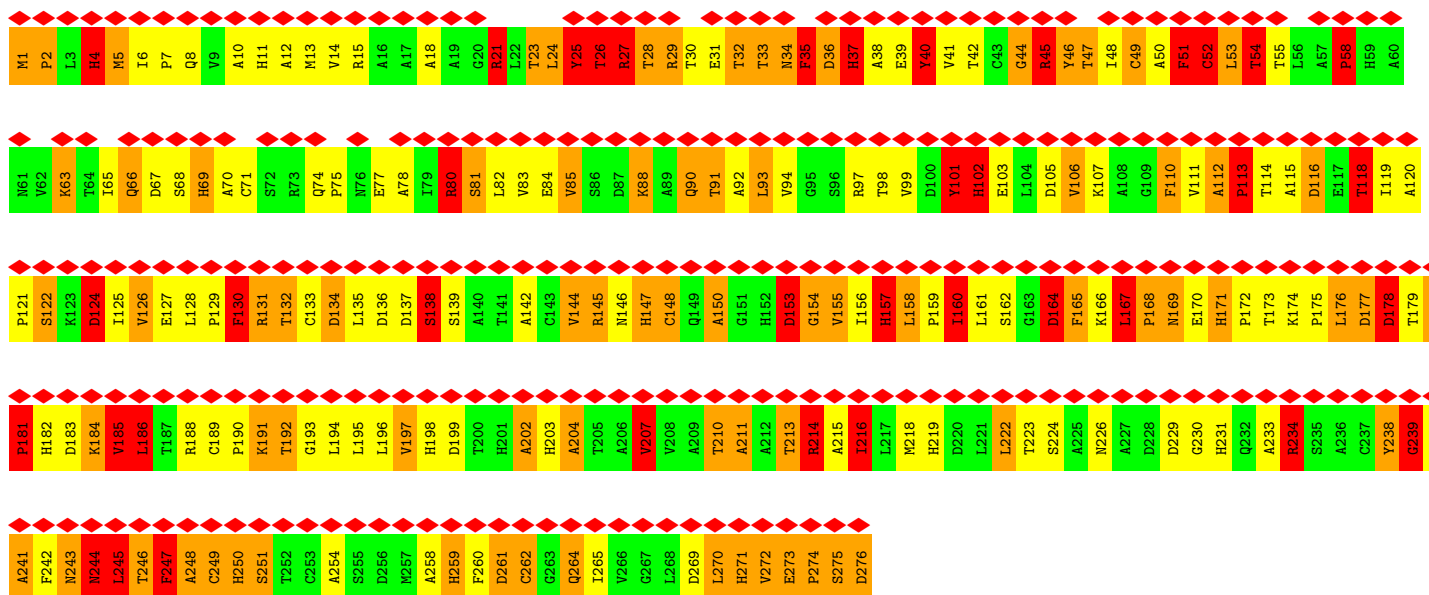 M1 P2 L3 H4 M5 I6 P7 Q8 V9 A10 H11 A12 M13 V14 R15 A16 A17 A18 A19 G20 R21 L22 T23 L24 Y25 T26 R27 T28 R29 T30 E31 T32 T33 N34 F35 D36 H37 A38 E39 Y40 V41 T42 C43 G44 R45 Y46 T47 I48 C49 A50 F51 C52 L53 T54 T55 L56 A57 P58 H59 A60
N61 V62 K63 T64 I65 Q66 D67 S68 H69 A70 C71 S72 R73 Q74 P75 N76 E77 A78 I79 R80 S81 L82 V83 E84 V85 S86 D87 K88 A89 Q90 T91 A92 L93 V94 G95 S96 R97 T98 V99 D100 Y101 H102 E103 L104 D105 V106 K107 A108 G109 F110 V111 A112 P113 T114 A115 D116 E117 T118 I119 A120
P121 S122 K123 D124 I125 V126 E127 L128 P129 F130 R131 T132 C133 D134 L135 D136 D137 S138 S139 A140 T141 A142 C143 V144 R145 N146 H147 C148 Q149 A150 G151 H152 D153 G154 V155 I156 H157 L158 P159 I160 L161 S162 G163 D164 F165 K166 L167 P168 N169 E170 H171 P172 T173 K174 P175 L176 D177 D178 T179
P181 H182 D183 K184 V185 L186 T187 R188 C189 P190 K191 T192 G193 L194 L195 L196 V197 H198 D199 T200 H201 A202 H203 A204 T205 A206 V207 V208 A209 T210 A211 A212 T213 R214 A215 I216 L217 M218 H219 D220 L221 L222 T223 S224 A225 N226 A227 D228 D229 G230 H231 Q232 A233 R234 S235 A236 C237 Y238 G239
A241 F242 N243 N244 L245 T246 F247 A248 C249 H250 S251 T252 C253 A254 S255 D256 M257 A258 H259 F260 D261 C262 G263 Q264 I265 V266 G267 L268 D269 L270 H271 V272 E273 P274 S275 D276